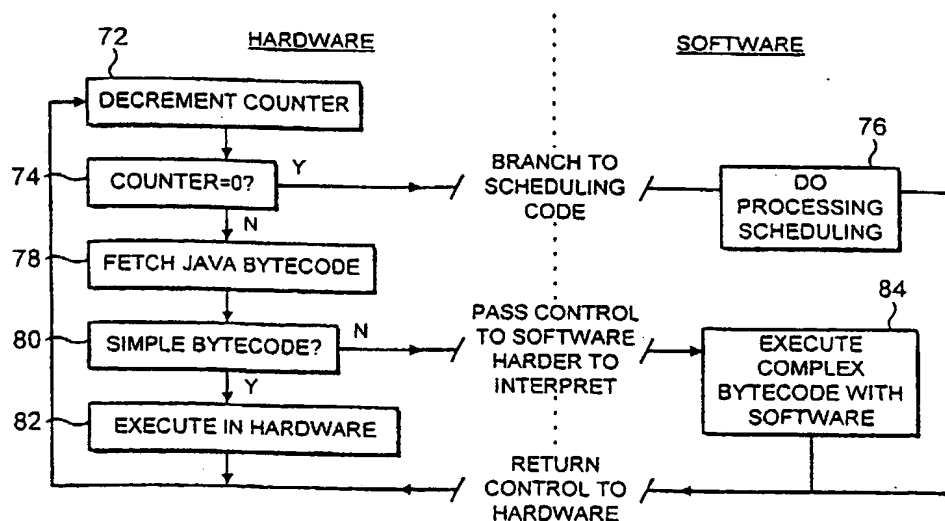 72
HARDWARE
SOFTWARE
DECREMENT COUNTER
74
COUNTER=0?
Y
BRANCH TO
SCHEDULING
CODE
76
DO
PROCESSING
SCHEDULING
N
78
FETCH JAVA BYTECODE
80
SIMPLE BYTECODE?
N
PASS CONTROL
TO SOFTWARE
HARDER TO
INTERPRET
84
EXECUTE
COMPLEX
BYTECODE WITH
SOFTWARE
Y
82
EXECUTE IN HARDWARE
RETURN
CONTROL TO
HARDWARE